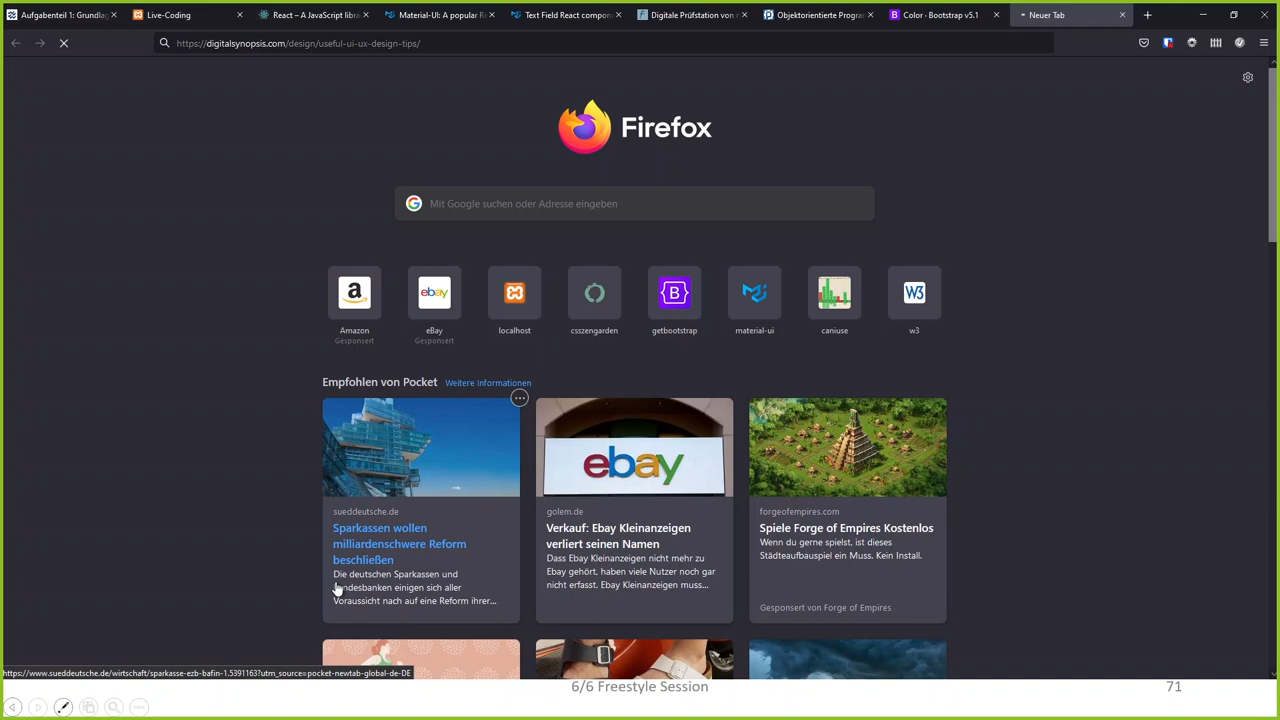 Aufgabenteil 1: Grundlag
Live-Coding
React – A JavaScript libra
Material-UI: A popular Re
Text Field React compone
Digitale Prüfstation von n
Objektorientierte Program
Color · Bootstrap v5.1
Neuer Tab
https://digitalsynopsis.com/design/useful-ui-ux-design-tips/
Firefox
Mit Google suchen oder Adresse eingeben
Amazon
Gesponsert
eBay
Gesponsert
localhost
csszengarden
getbootstrap
material-ui
caniuse
w3
Empfohlen von Pocket Weitere Informationen
sueddeutsche.de
Sparkassen wollen
milliardenschwere Reform
beschließen
Die deutschen Sparkassen und
Landesbanken einigen sich aller
Voraussicht nach auf eine Reform ihrer...
ebay
golem.de
Verkauf: Ebay Kleinanzeigen
verliert seinen Namen
Dass Ebay Kleinanzeigen nicht mehr zu
Ebay gehört, haben viele Nutzer noch gar
nicht erfasst. Ebay Kleinanzeigen muss...
forgeofempires.com
Spiele Forge of Empires Kostenlos
Wenn du gerne spielst, ist dieses
Städteaufbauspiel ein Muss. Kein Install.
Gesponsert von Forge of Empires
https://www.sueddeutsche.de/wirtschaft/sparkasse-ezb-bafin-1.5391163?utm_source=pocket-newtab-global-de-DE
6/6 Freestyle Session
71